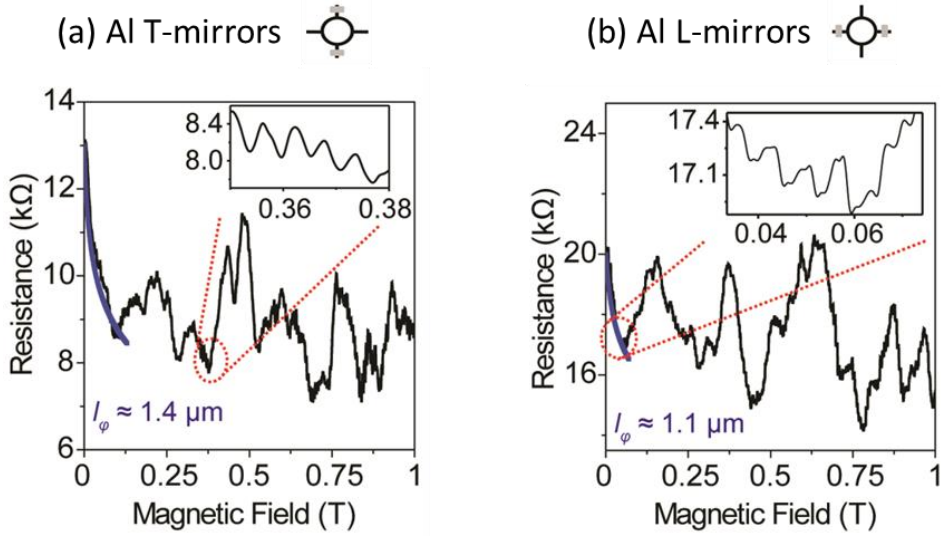 (a) Al T-mirrors
(b) Al L-mirrors
14
12
10
8
6
8.4
8.0
0.36 0.38
Resistance (kΩ)
lφ ≈ 1.4 μm
0 0.25 0.5 0.75 1
Magnetic Field (T)
24
20
16
17.4
17.1
0.04 0.06
Resistance (kΩ)
lφ ≈ 1.1 μm
0 0.25 0.5 0.75 1
Magnetic Field (T)